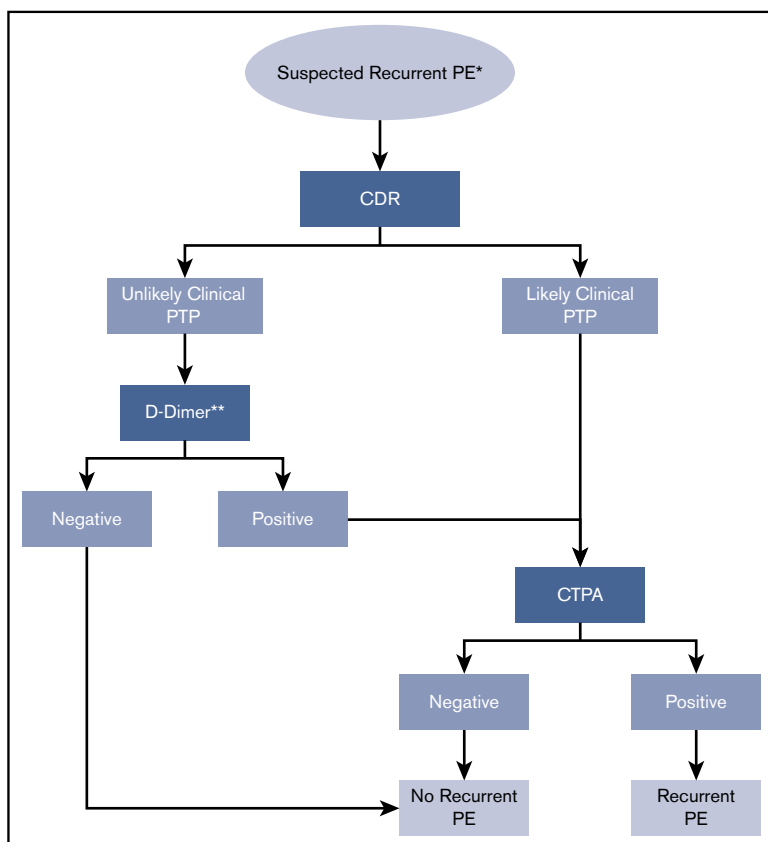 Suspected Recurrent PE*
CDR
Unlikely Clinical
PTP
Likely Clinical
PTP
D-Dimer**
Negative
Positive
CTPA
Negative
Positive
No Recurrent
PE
Recurrent
PE